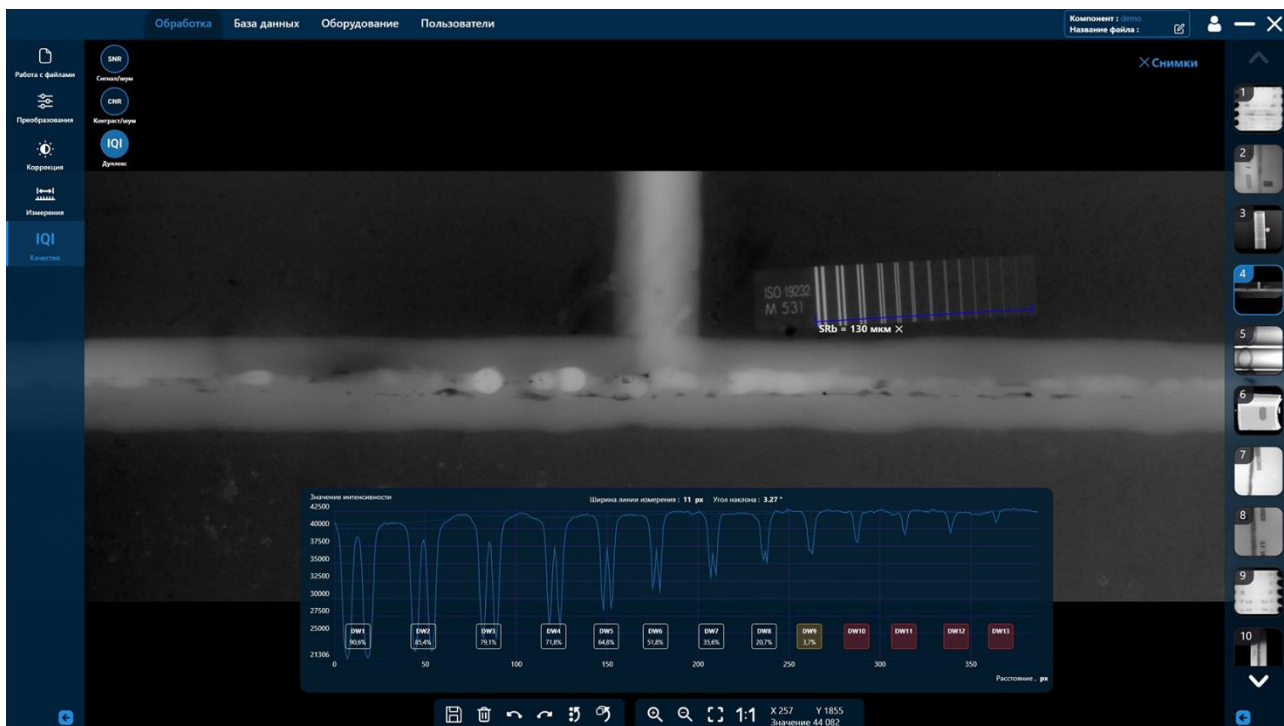 Обработка База данных Оборудование Пользователи
Компонент : demo
Название файла :
Работа с файлами
Преобразования
Коррекция
Измерения
IQI
Качество
SNR
Сигнал/шум
CNR
Контраст/шум
IQI
Дуплекс
Снимки
ISO 19232
M 531
SRb = 130 мкм
1
2
3
4
5
6
7
8
9
10
Значение интенсивности
Ширина линии измерения : 11 px Угол наклона : 3.27 °
42500
40000
37500
35000
32500
30000
27500
25000
21306
DW1 DW2 DW3 DW4 DW5 DW6 DW7 DW8 DW9 DW10 DW11 DW12 DW13
90,6% 85,4% 79,1% 71,8% 64,8% 51,8% 35,6% 20,7% 3,7%
0 50 100 150 200 250 300 350
Расстояние , px
1:1
X 257 Y 1855
Значение 44 082